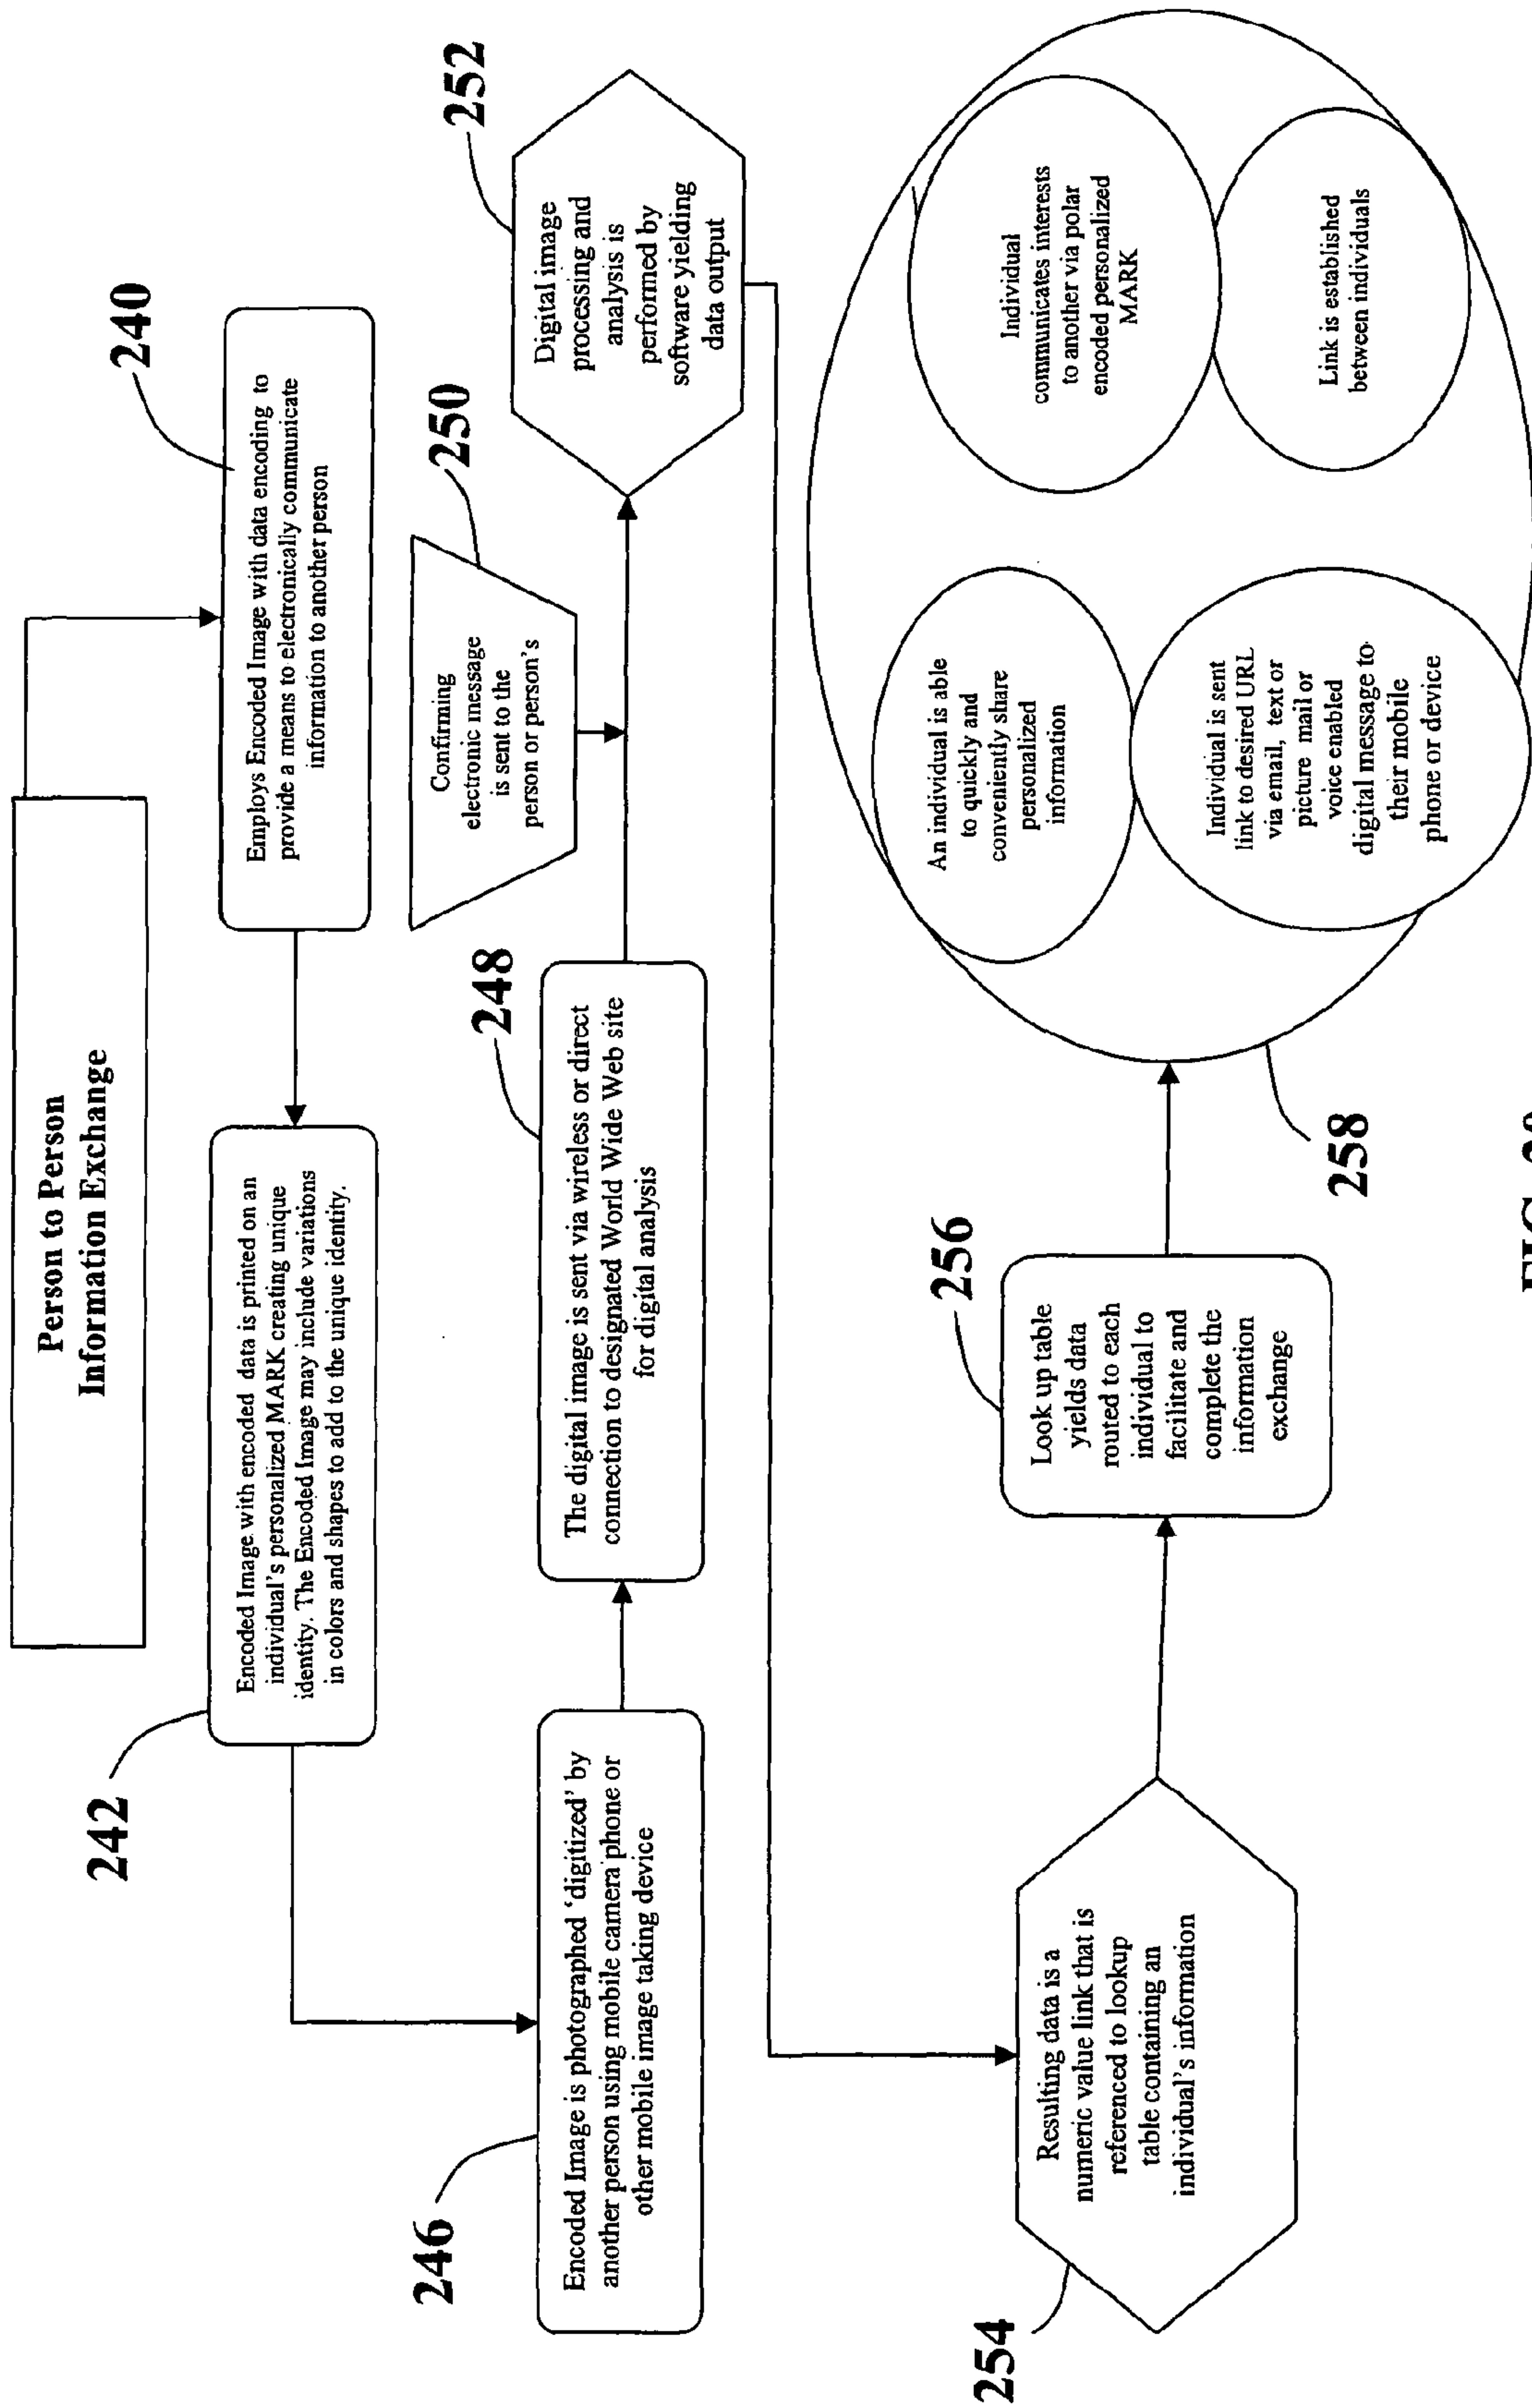 Person to Person
Information Exchange
240
Employs Encoded Image with data encoding to
provide a means to electronically communicate
information to another person
242
Encoded Image with encoded data is printed on an
individual's personalized MARK creating unique
identity. The Encoded Image may include variations
in colors and shapes to add to the unique identity.
246
Encoded Image is photographed 'digitized' by
another person using mobile camera phone or
other mobile image taking device
248
The digital image is sent via wireless or direct
connection to designated World Wide Web site
for digital analysis
250
Confirming
electronic message
is sent to the
person or person's
252
Digital image
processing and
analysis is
performed by
software yielding
data output
254
Resulting data is a
numeric value link that is
referenced to lookup
table containing an
individual's information
256
Look up table
yields data
routed to each
individual to
facilitate and
complete the
information
exchange
258
An individual is able
to quickly and
conveniently share
personalized
information
Individual
communicates interests
to another via polar
encoded personalized
MARK
Individual is sent
link to desired URL
via email, text or
picture mail or
voice enabled
digital message to
their mobile
phone or device
Link is established
between individuals